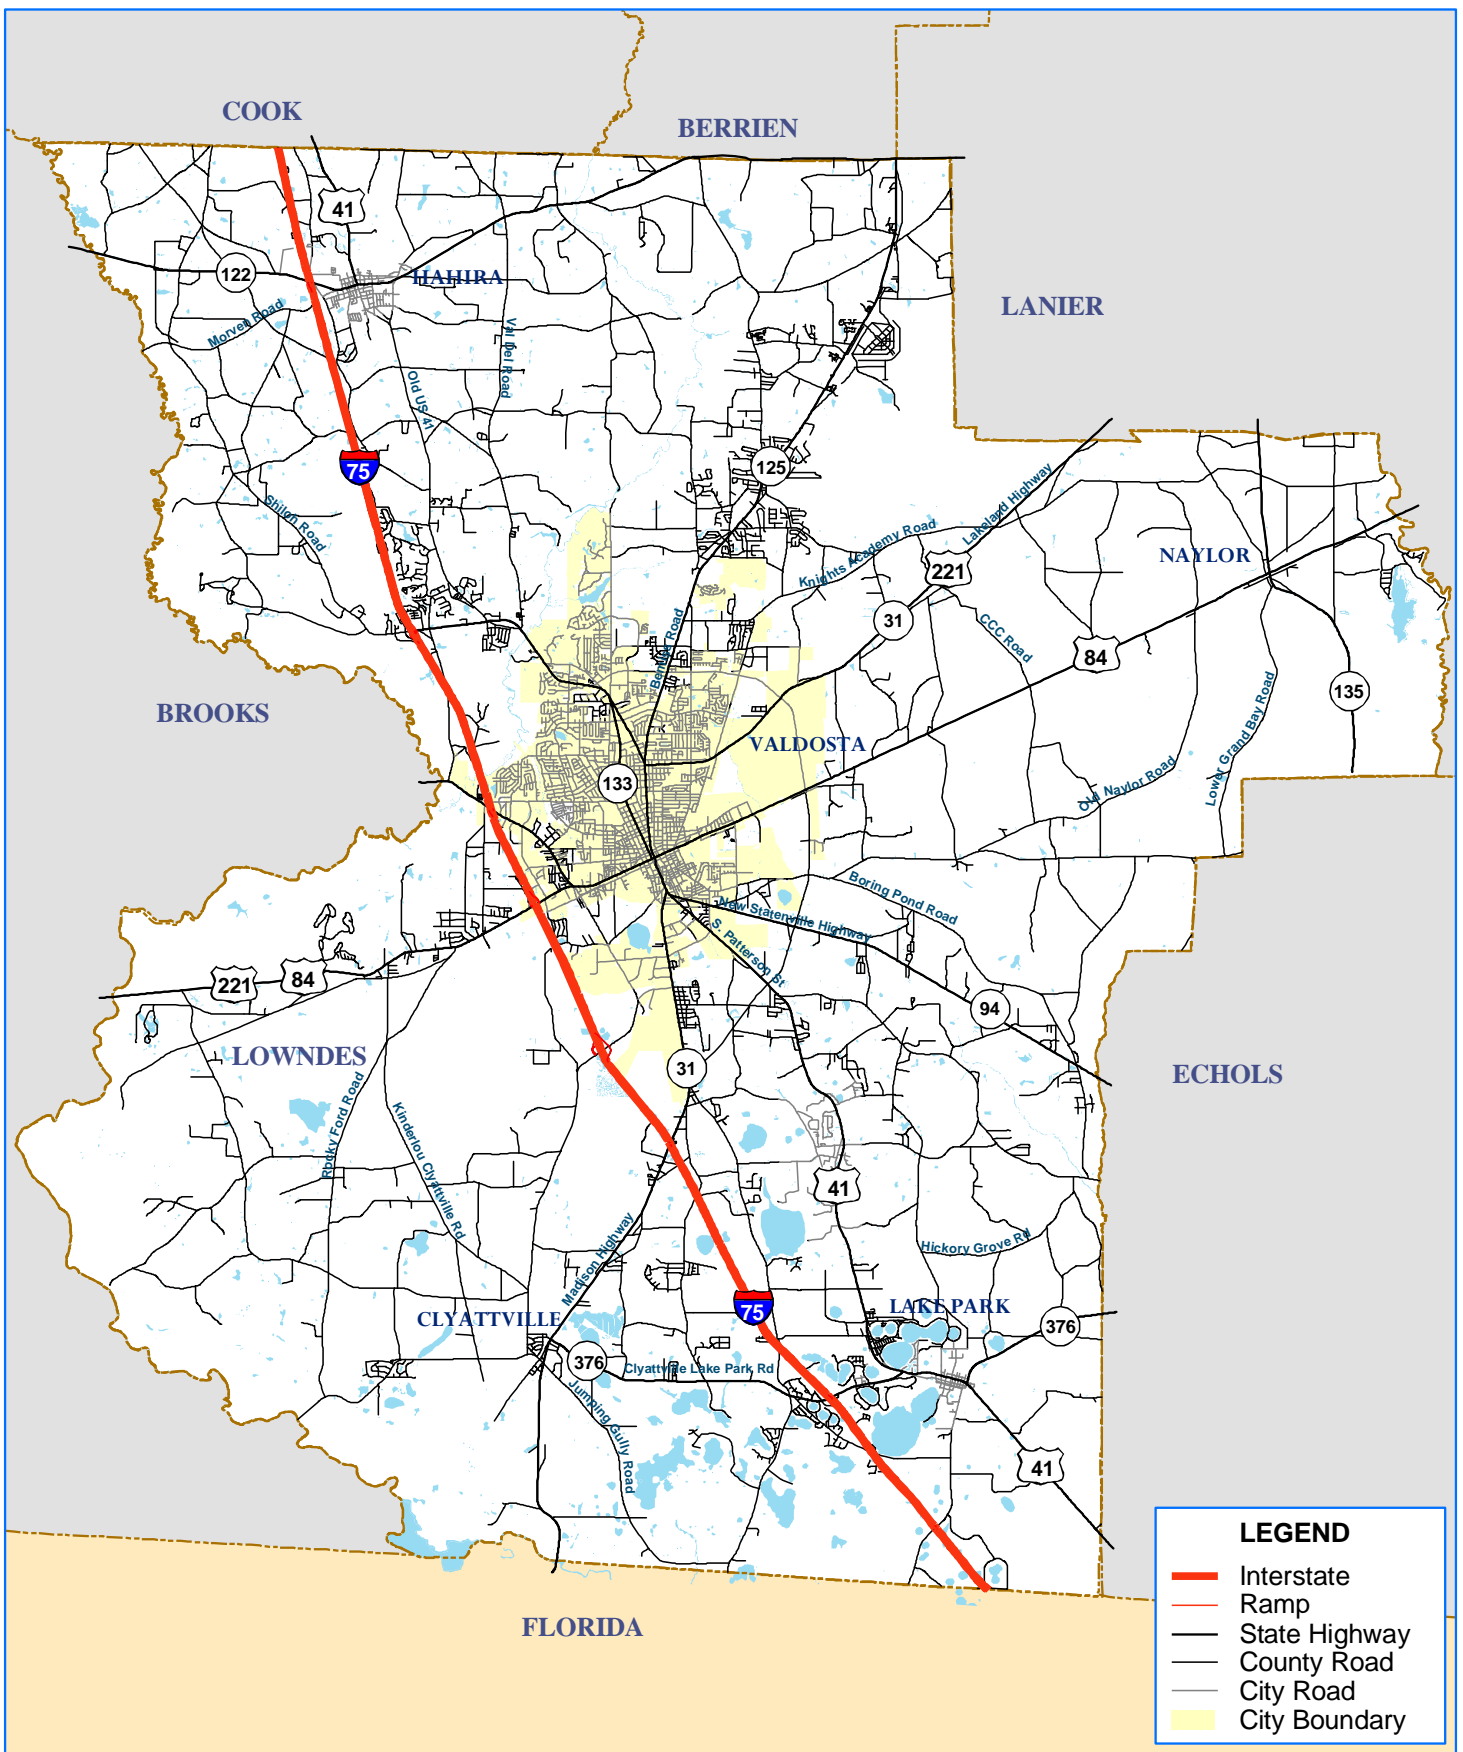 COOK
BERRIEN
41
HAHIRA
122
LANIER
Morven Road
Val Del Road
Old US 41
75
125
Shiloh Road
Lakeland Highway
Knights Academy Road
NAYLOR
221
31
CCC Road
84
Bemiss Road
135
BROOKS
VALDOSTA
Lower Grand Bay Road
133
Old Naylor Road
Boring Pond Road
New Statenville Highway
S. Patterson St
221
84
94
LOWNDES
31
ECHOLS
Rocky Ford Road
Kinderlou Clyattville Rd
41
Hickory Grove Rd
Madison Highway
75
LAKE PARK
CLYATTVILLE
376
376
Clyattville Lake Park Rd
Jumping Gully Road
41
FLORIDA
LEGEND
Interstate
Ramp
State Highway
County Road
City Road
City Boundary